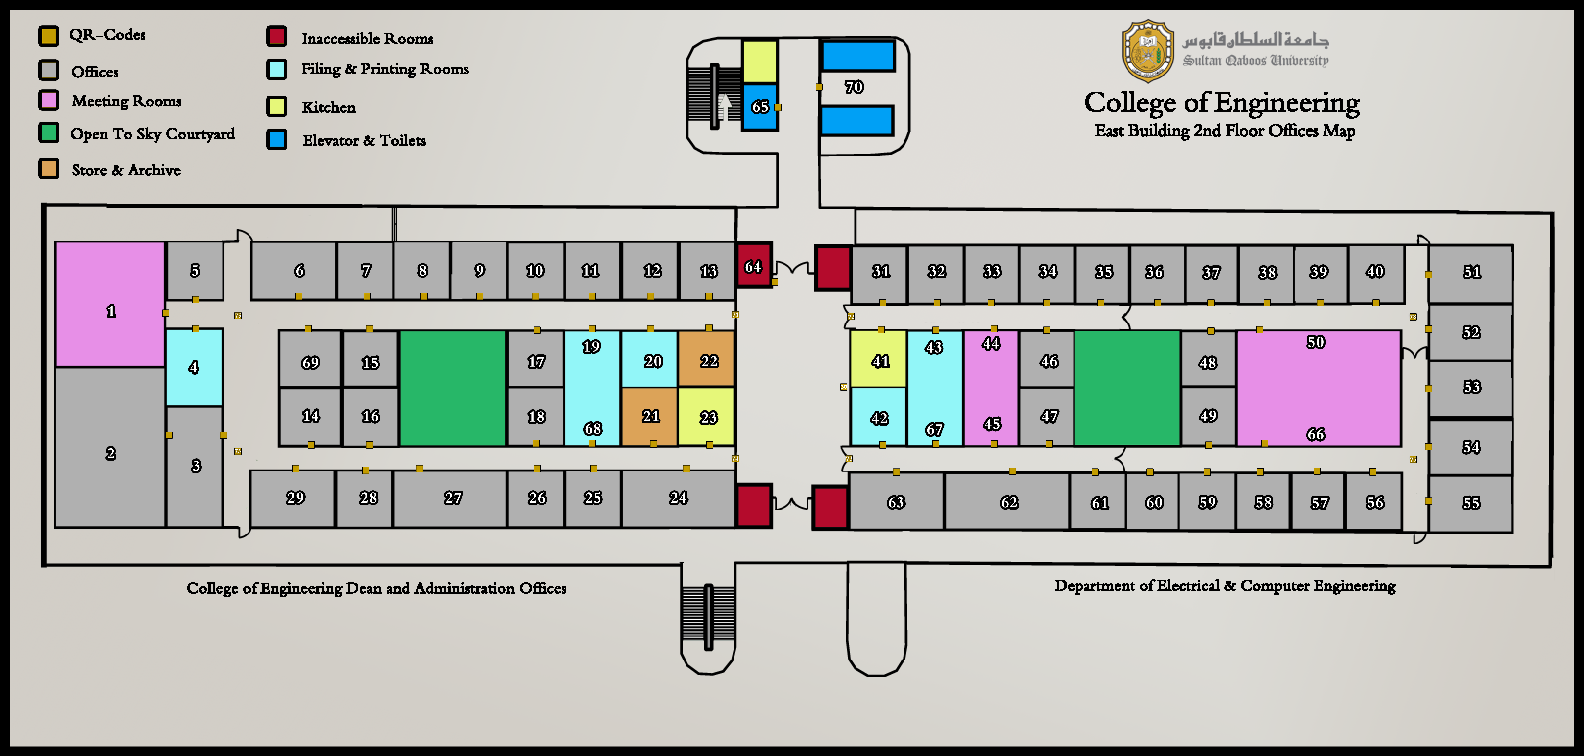 QR-Codes
Offices
Meeting Rooms
Open To Sky Courtyard
Store & Archive
Inaccessible Rooms
Filing & Printing Rooms
Kitchen
Elevator & Toilets
جامعة السلطان قابوس
Sultan Qaboos University
College of Engineering
East Building 2nd Floor Offices Map
65
70
1
2
3
4
5
6 7 8 9 10 11 12 13
64
69 15 17 19 20 22
14 16 18 68 21 23
29 28 27 26 25 24
31 32 33 34 35 36 37 38 39 40
41 43 44 46 48 50
42 67 45 47 49 66
63 62 61 60 59 58 57 56
51
52
53
54
55
College of Engineering Dean and Administration Offices
Department of Electrical & Computer Engineering